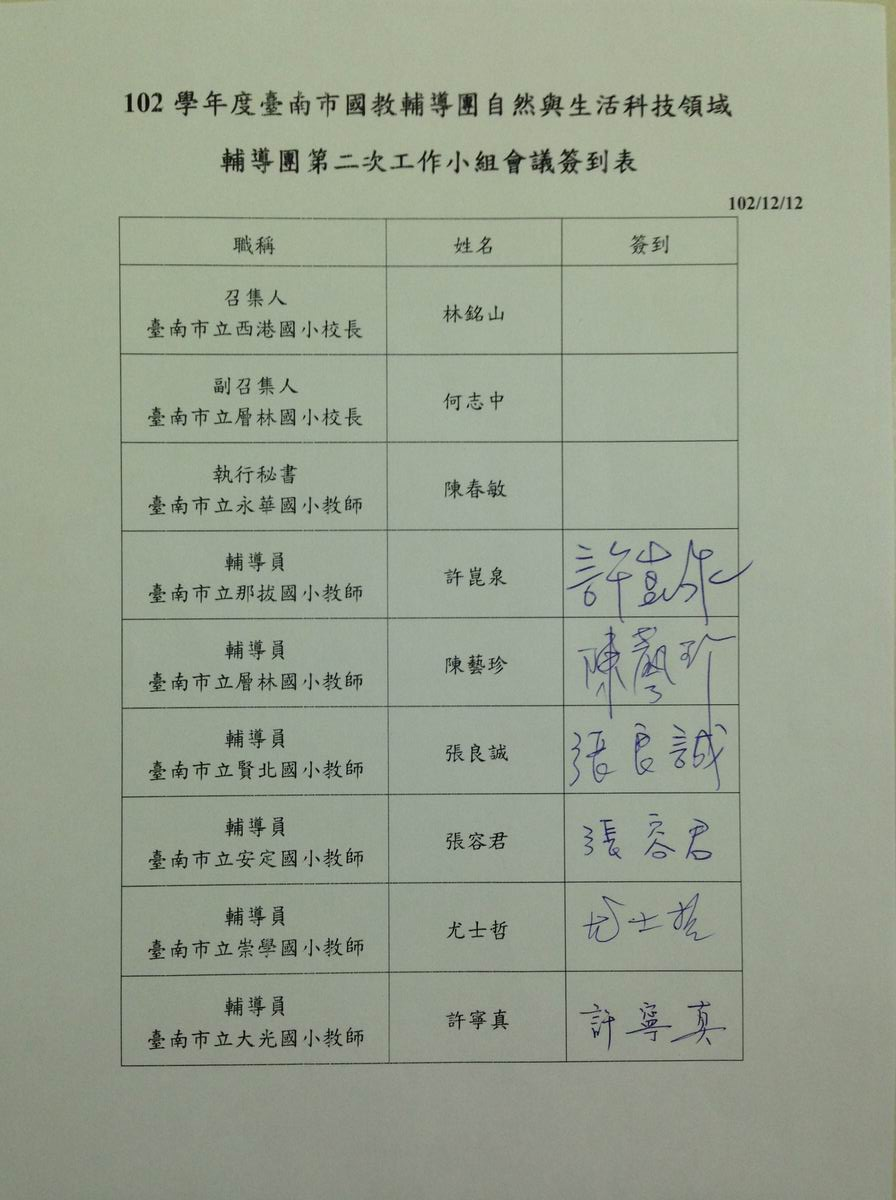 102 學年度臺南市國教輔導團自然與生活科技領域
輔導團第二次工作小組會議簽到表
102/12/12
職稱 姓名 簽到
召集人
臺南市立西港國小校長 林銘山
副召集人
臺南市立層林國小校長 何志中
執行秘書
臺南市立永華國小教師 陳春敏
輔導員
臺南市立那拔國小教師 許崑泉 許崑泉
輔導員
臺南市立層林國小教師 陳藝珍 陳藝珍
輔導員
臺南市立賢北國小教師 張良誠 張良誠
輔導員
臺南市立安定國小教師 張容君 張容君
輔導員
臺南市立崇學國小教師 尤士哲 尤士哲
輔導員
臺南市立大光國小教師 許寧真 許寧真